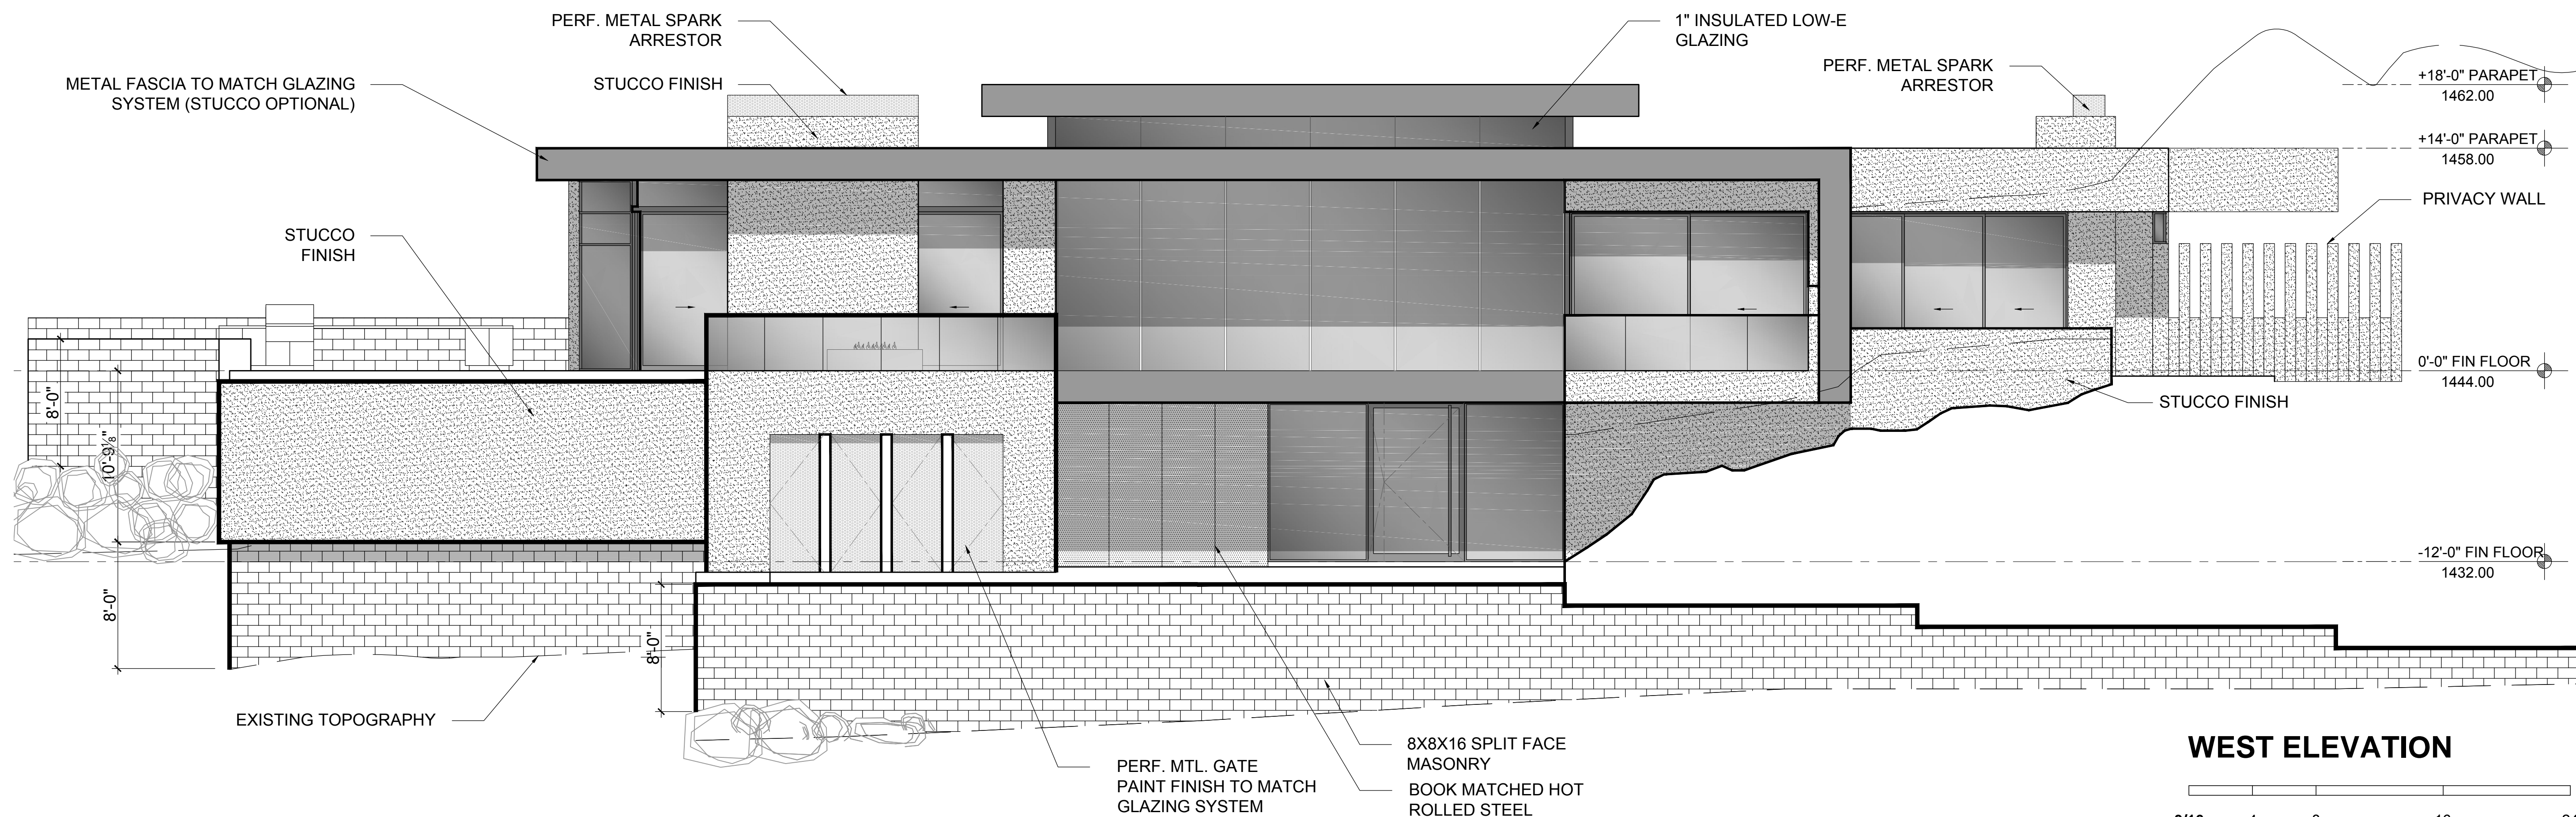 PERF. METAL SPARK
ARRESTOR
1" INSULATED LOW-E
GLAZING
METAL FASCIA TO MATCH GLAZING
SYSTEM (STUCCO OPTIONAL)
STUCCO FINISH
PERF. METAL SPARK
ARRESTOR
+18'-0" PARAPET
1462.00
+14'-0" PARAPET
1458.00
PRIVACY WALL
STUCCO
FINISH
0'-0" FIN FLOOR
1444.00
STUCCO FINISH
8'-0"
10'-9⅛"
-12'-0" FIN FLOOR
1432.00
8'-0"
8'-0"
EXISTING TOPOGRAPHY
PERF. MTL. GATE
PAINT FINISH TO MATCH
GLAZING SYSTEM
8X8X16 SPLIT FACE
MASONRY
BOOK MATCHED HOT
ROLLED STEEL
WEST ELEVATION